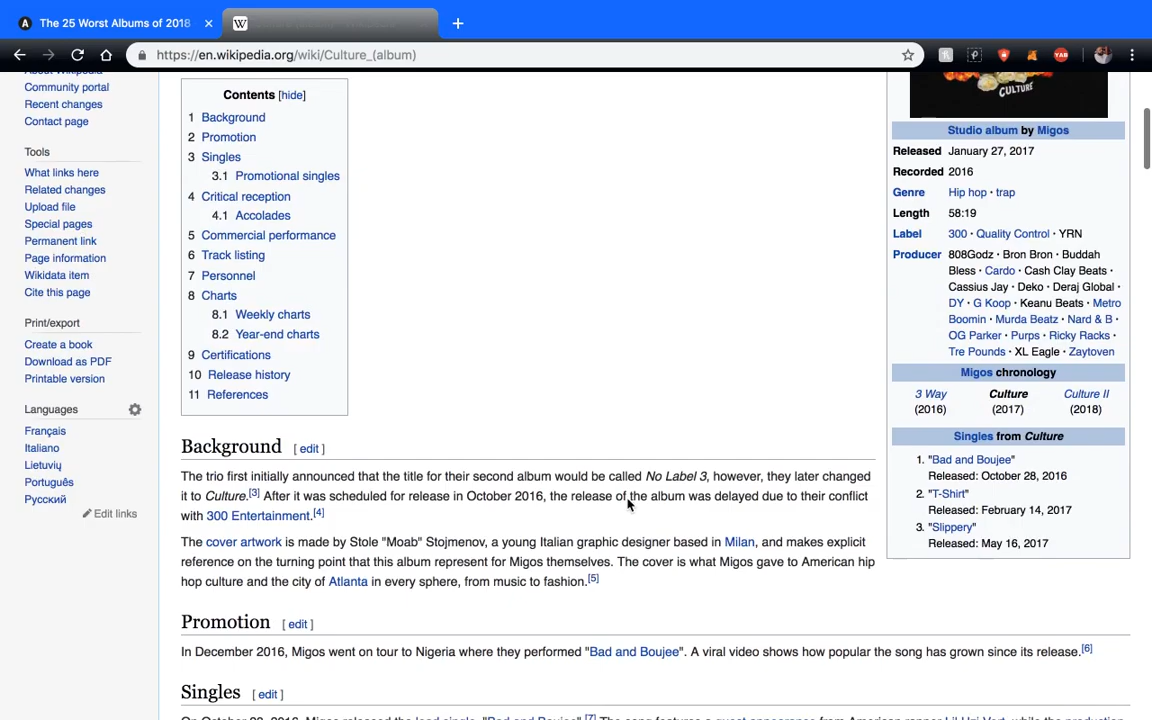 The 25 Worst Albums of 2018
https://en.wikipedia.org/wiki/Culture_(album)
About Wikipedia
Community portal
Recent changes
Contact page
Tools
What links here
Related changes
Upload file
Special pages
Permanent link
Page information
Wikidata item
Cite this page
Print/export
Create a book
Download as PDF
Printable version
Languages
Français
Italiano
Lietuvių
Português
Русский
Edit links
Contents [hide]
1 Background
2 Promotion
3 Singles
3.1 Promotional singles
4 Critical reception
4.1 Accolades
5 Commercial performance
6 Track listing
7 Personnel
8 Charts
8.1 Weekly charts
8.2 Year-end charts
9 Certifications
10 Release history
11 References
Background [ edit ]
The trio first initially announced that the title for their second album would be called No Label 3, however, they later changed
it to Culture.[3] After it was scheduled for release in October 2016, the release of the album was delayed due to their conflict
with 300 Entertainment.[4]
The cover artwork is made by Stole "Moab" Stojmenov, a young Italian graphic designer based in Milan, and makes explicit
reference on the turning point that this album represent for Migos themselves. The cover is what Migos gave to American hip
hop culture and the city of Atlanta in every sphere, from music to fashion.[5]
Promotion [ edit ]
In December 2016, Migos went on tour to Nigeria where they performed "Bad and Boujee". A viral video shows how popular the song has grown since its release.[6]
Singles [ edit ]
CULTURE
Studio album by Migos
Released January 27, 2017
Recorded 2016
Genre Hip hop · trap
Length 58:19
Label 300 · Quality Control · YRN
Producer 808Godz · Bron Bron · Buddah
Bless · Cardo · Cash Clay Beats ·
Cassius Jay · Deko · Deraj Global ·
DY · G Koop · Keanu Beats · Metro
Boomin · Murda Beatz · Nard & B ·
OG Parker · Purps · Ricky Racks ·
Tre Pounds · XL Eagle · Zaytoven
Migos chronology
3 Way Culture Culture II
(2016) (2017) (2018)
Singles from Culture
1. "Bad and Boujee"
Released: October 28, 2016
2. "T-Shirt"
Released: February 14, 2017
3. "Slippery"
Released: May 16, 2017